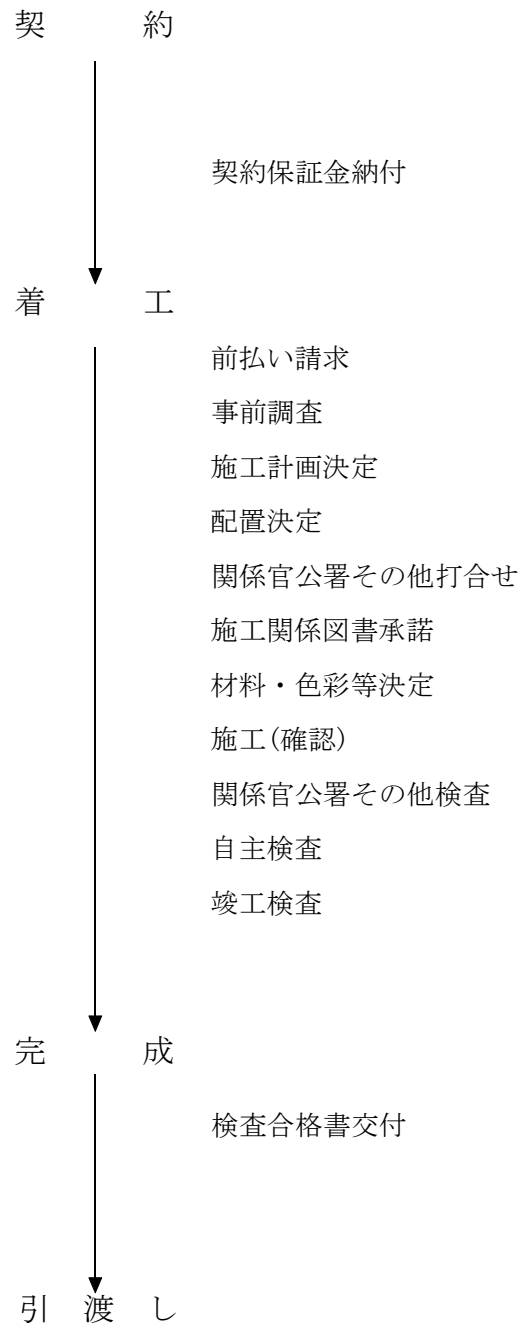 契　約
契約保証金納付
着　工
前払い請求
事前調査
施工計画決定
配置決定
関係官公署その他打合せ
施工関係図書承諾
材料・色彩等決定
施工(確認)
関係官公署その他検査
自主検査
竣工検査
完　成
検査合格書交付
引　渡　し